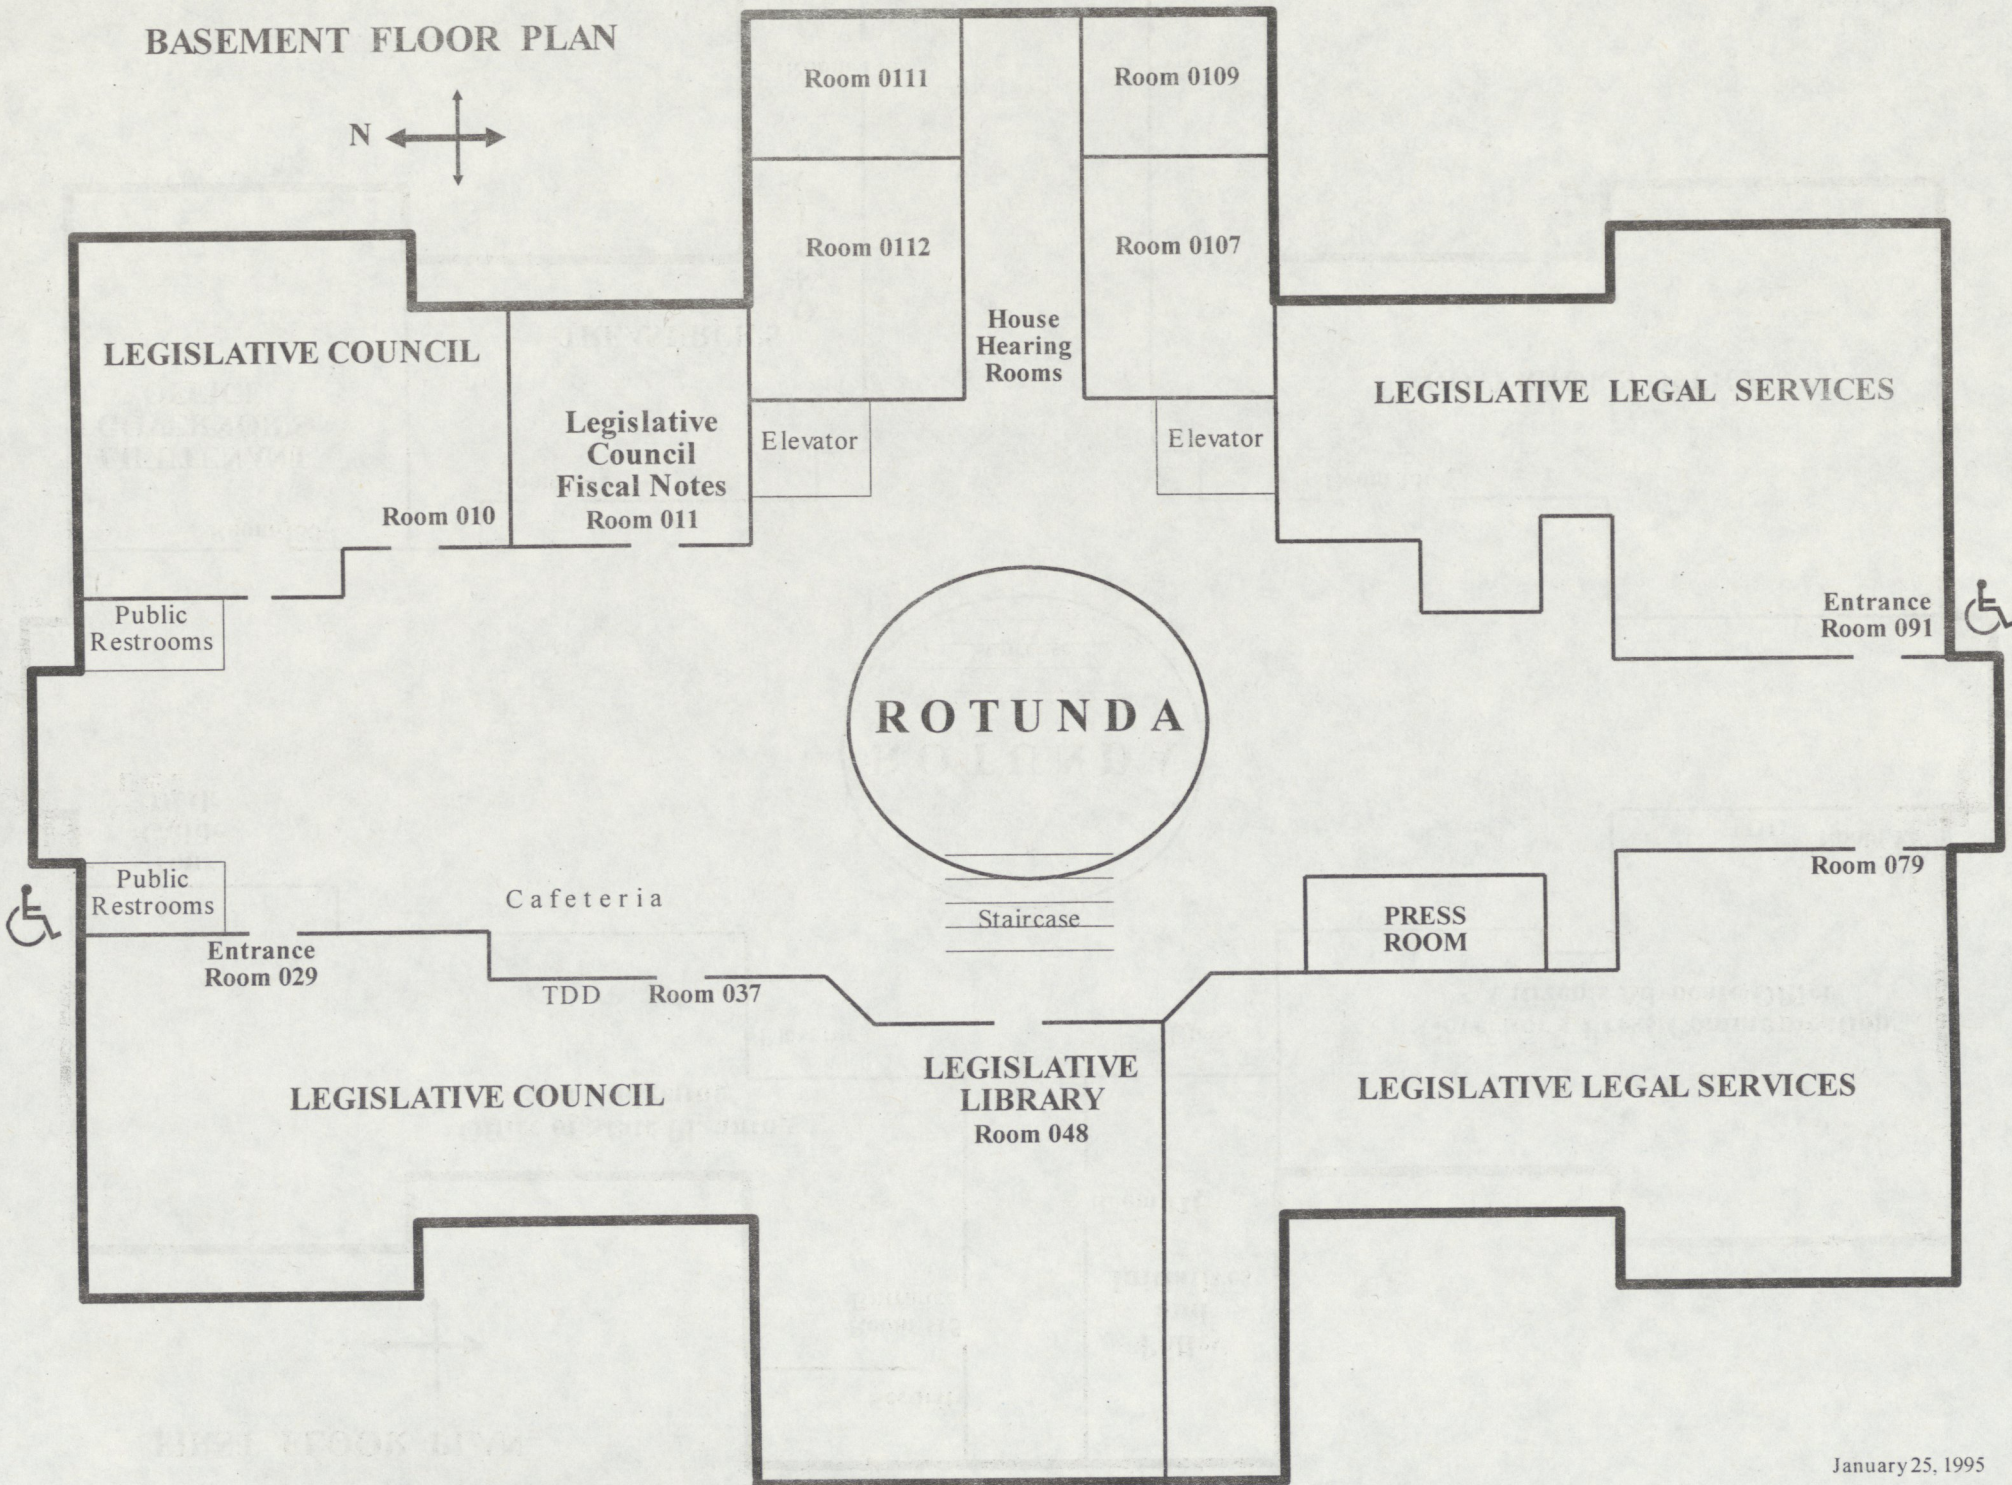 BASEMENT FLOOR PLAN
N
Room 0111
Room 0109
Room 0112
Room 0107
House
Hearing
Rooms
LEGISLATIVE COUNCIL
Room 010
Legislative
Council
Fiscal Notes
Room 011
Elevator
Elevator
LEGISLATIVE LEGAL SERVICES
Public
Restrooms
Entrance
Room 091
ROTUNDA
Public
Restrooms
Entrance
Room 029
Cafeteria
TDD
Room 037
Staircase
PRESS
ROOM
Room 079
LEGISLATIVE COUNCIL
LEGISLATIVE
LIBRARY
Room 048
LEGISLATIVE LEGAL SERVICES
January 25, 1995